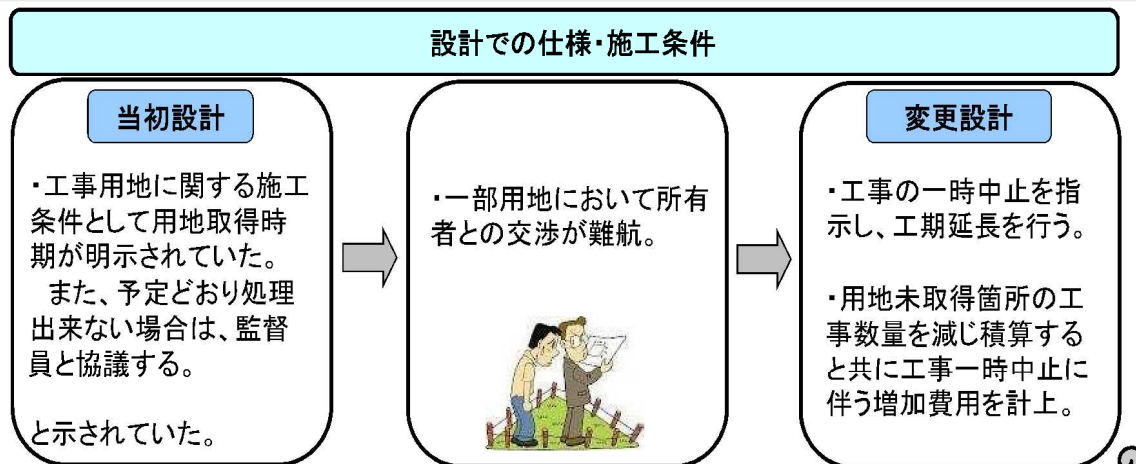 設計での仕様・施工条件
当初設計
・工事用地に関する施工
条件として用地取得時
期が明示されていた。
また、予定どおり処理
出来ない場合は、監督
員と協議する。
と示されていた。
・一部用地において所有
者との交渉が難航。
変更設計
・工事の一時中止を指
示し、工期延長を行う。
・用地未取得箇所の工
事数量を減じ積算する
と共に工事一時中止に
伴う増加費用を計上。